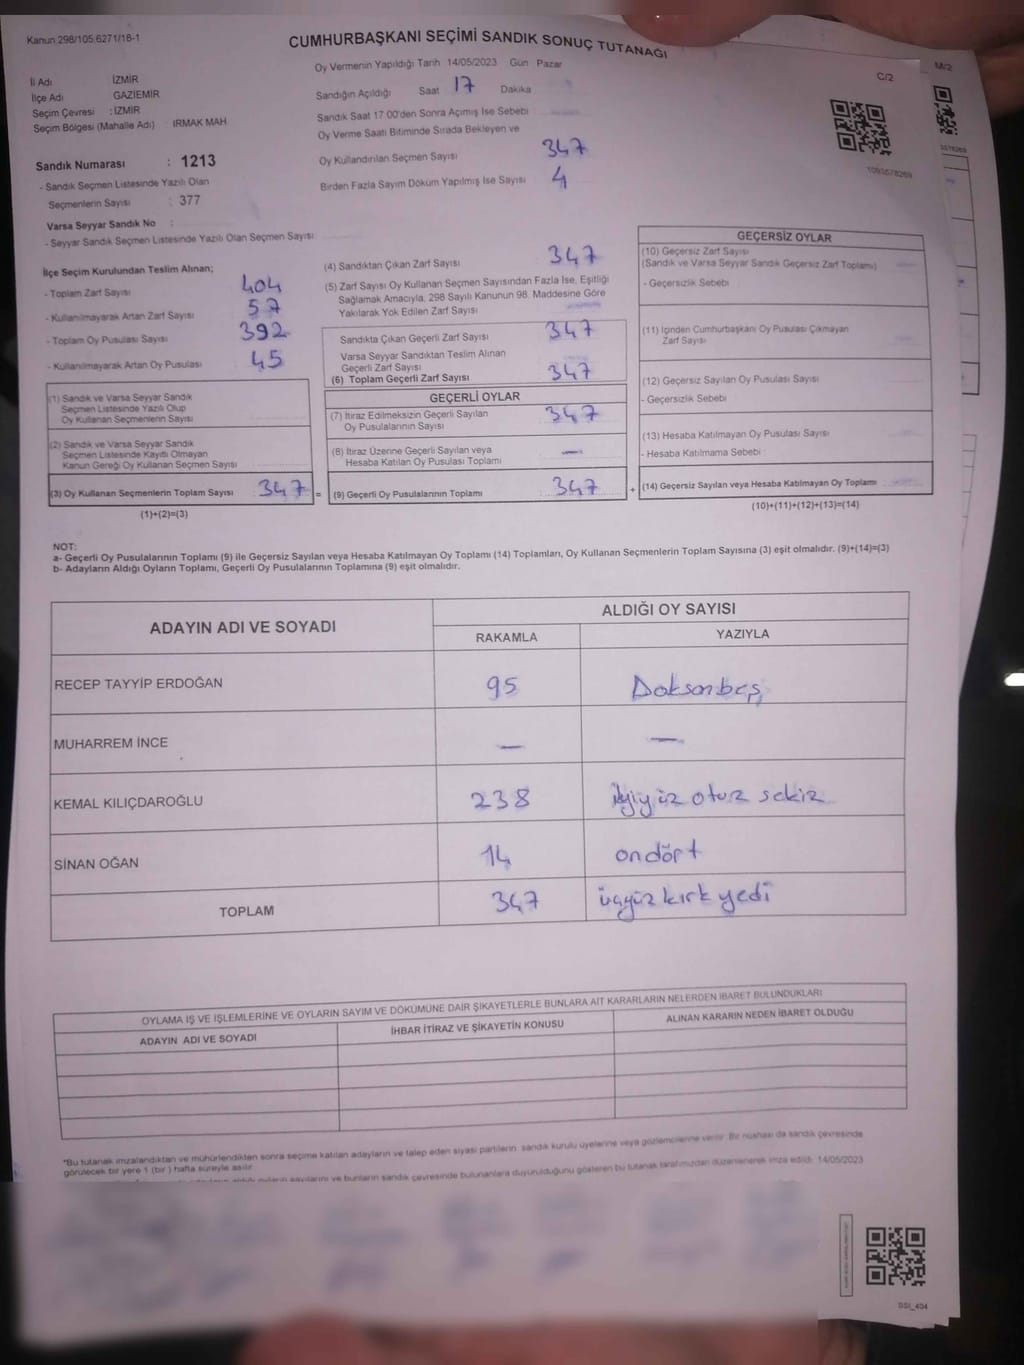 Kanun:298/105.6271/18-1
CUMHURBAŞKANI SEÇİMİ SANDIK SONUÇ TUTANAĞI
Oy Vermenin Yapıldığı Tarih 14/05/2023 Gün Pazar
C/2
M/2
İl Adı İZMİR
İlçe Adı GAZİEMİR
Seçim Çevresi : İZMİR
Seçim Bölgesi (Mahalle Adı) : IRMAK MAH
Sandığın Açıldığı Saat 17 Dakika
Sandık Saat 17:00'den Sonra Açımış İse Sebebi
Oy Verme Saati Bitiminde Sırada Bekleyen ve
Oy Kullandırılan Seçmen Sayısı 347
Birden Fazla Sayım Döküm Yapılmış İse Sayısı 4
1093578269
Sandık Numarası : 1213
- Sandık Seçmen Listesinde Yazılı Olan
Seçmenlerin Sayısı : 377
Varsa Seyyar Sandık No :
- Seyyar Sandık Seçmen Listesinde Yazılı Olan Seçmen Sayısı:
İlçe Seçim Kurulundan Teslim Alınan;
- Toplam Zarf Sayısı 404
- Kullanılmayarak Artan Zarf Sayısı 57
- Toplam Oy Pusulası Sayısı 392
- Kullanılmayarak Artan Oy Pusulası 45
(1) Sandık ve Varsa Seyyar Sandık
Seçmen Listesinde Yazılı Olup
Oy Kullanan Seçmenlerin Sayısı
(2) Sandık ve Varsa Seyyar Sandık
Seçmen Listesinde Kayıtlı Olmayan
Kanun Gereği Oy Kullanan Seçmen Sayısı
(3) Oy Kullanan Seçmenlerin Toplam Sayısı 347 =
(1)+(2)=(3)
(4) Sandıktan Çıkan Zarf Sayısı 347
(5) Zarf Sayısı Oy Kullanan Seçmen Sayısından Fazla İse, Eşitliği
Sağlamak Amacıyla, 298 Sayılı Kanunun 98. Maddesine Göre
Yakılarak Yok Edilen Zarf Sayısı
Sandıkta Çıkan Geçerli Zarf Sayısı 347
Varsa Seyyar Sandıktan Teslim Alınan
Geçerli Zarf Sayısı
(6) Toplam Geçerli Zarf Sayısı 347
GEÇERLİ OYLAR
(7) İtiraz Edilmeksizin Geçerli Sayılan
Oy Pusulalarının Sayısı 347
(8) İtiraz Üzerine Geçerli Sayılan veya
Hesaba Katılan Oy Pusulası Toplamı —
(9) Geçerli Oy Pusulalarının Toplamı 347 +
GEÇERSİZ OYLAR
(10) Geçersiz Zarf Sayısı
(Sandık ve Varsa Seyyar Sandık Geçersiz Zarf Toplamı)
- Geçersizlik Sebebi :
(11) İçinden Cumhurbaşkanı Oy Pusulası Çıkmayan
Zarf Sayısı
(12) Geçersiz Sayılan Oy Pusulası Sayısı
- Geçersizlik Sebebi
(13) Hesaba Katılmayan Oy Pusulası Sayısı
- Hesaba Katılmama Sebebi :
(14) Geçersiz Sayılan veya Hesaba Katılmayan Oy Toplamı
(10)+(11)+(12)+(13)=(14)
NOT:
a- Geçerli Oy Pusulalarının Toplamı (9) ile Geçersiz Sayılan veya Hesaba Katılmayan Oy Toplamı (14) Toplamları, Oy Kullanan Seçmenlerin Toplam Sayısına (3) eşit olmalıdır. (9)+(14)=(3)
b- Adayların Aldığı Oyların Toplamı, Geçerli Oy Pusulalarının Toplamına (9) eşit olmalıdır.
ADAYIN ADI VE SOYADI
ALDIĞI OY SAYISI
RAKAMLA YAZIYLA
RECEP TAYYİP ERDOĞAN 95 Doksanbeş
MUHARREM İNCE — —
KEMAL KILIÇDAROĞLU 238 ikiyüz otuz sekiz
SİNAN OĞAN 14 ondört
TOPLAM 347 üçyüz kırk yedi
OYLAMA İŞ VE İŞLEMLERİNE VE OYLARIN SAYIM VE DÖKÜMÜNE DAİR ŞİKAYETLERLE BUNLARA AİT KARARLARIN NELERDEN İBARET BULUNDUKLARI
ADAYIN ADI VE SOYADI
İHBAR İTİRAZ VE ŞİKAYETİN KONUSU
ALINAN KARARIN NEDEN İBARET OLDUĞU
*Bu tutanak imzalandıktan ve mühürlendikten sonra seçime katılan adayların ve talep eden siyasi partilerin sandık kurulu üyelerine veya gözlemcilerine verilir. Bir nüshası da sandık çevresinde
görülecek bir yere 1 (bir) hafta süreyle asılır.
sayılarını ve bunların sandık çevresinde bulunanlara duyurulduğunu gösteren bu tutanak tarafımızdan düzenlenerek imza edildi. 14/05/2023
SSI_404